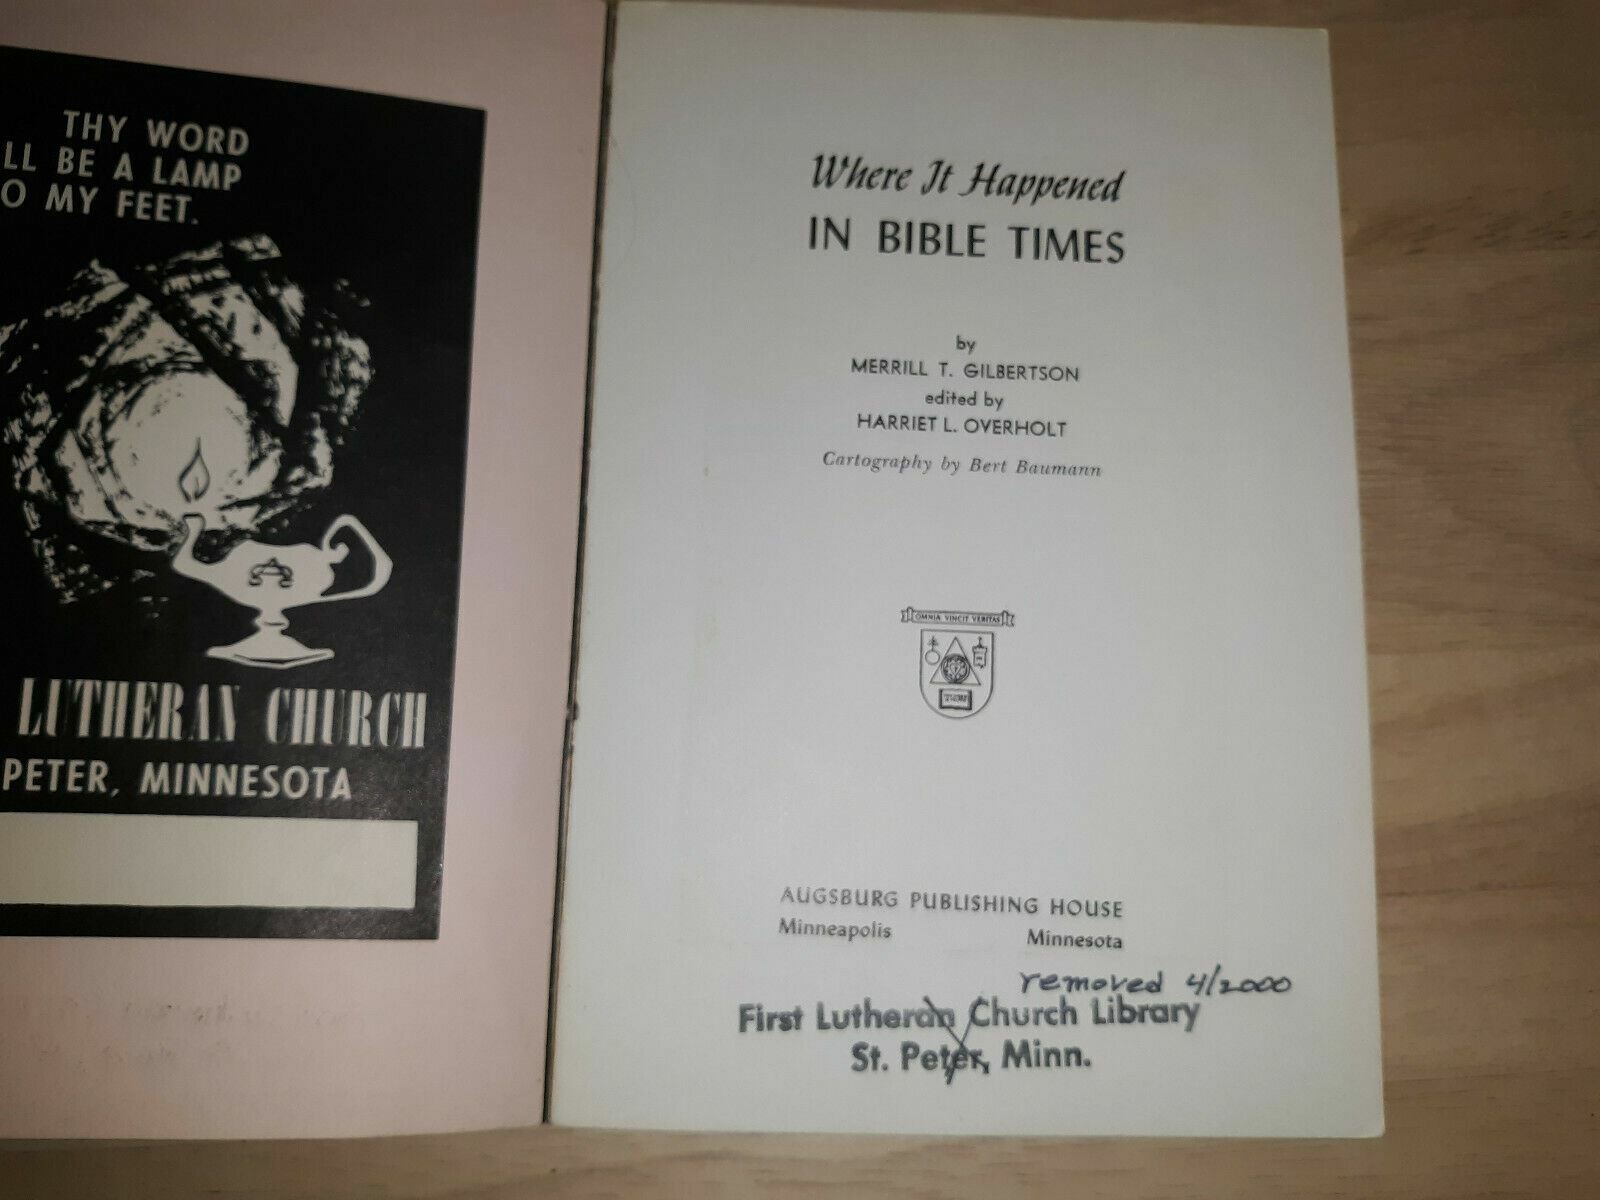 THY WORD
LL BE A LAMP
O MY FEET.
LUTHERAN CHURCH
PETER, MINNESOTA
Where It Happened
IN BIBLE TIMES
by
MERRILL T. GILBERTSON
edited by
HARRIET L. OVERHOLT
Cartography by Bert Baumann
OMNIA VINCIT VERITAS
AUGSBURG PUBLISHING HOUSE
Minneapolis Minnesota
removed 4/2000
First Lutheran Church Library
St. Peter, Minn.